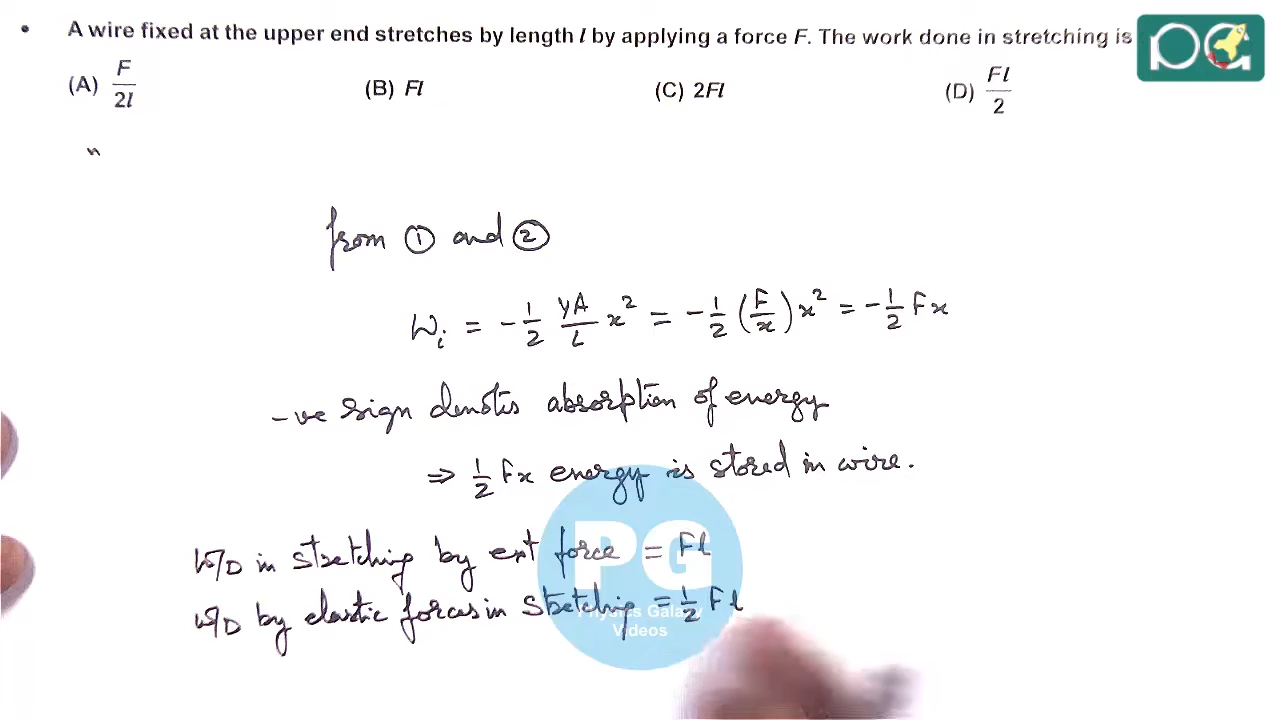 • A wire fixed at the upper end stretches by length l by applying a force F. The work done in stretching is
(A) F/2l (B) Fl (C) 2Fl (D) Fl/2
from ① and ②
Wᵢ = -1/2 YA/L x² = -1/2 (F/x) x² = -1/2 Fx
-ve sign denotes absorption of energy
⇒ 1/2 Fx energy is stored in wire.
W/D in stretching by ext force = Fl
W/D by elastic forces in stretching = 1/2 Fl
PG
Physics Galaxy
Videos